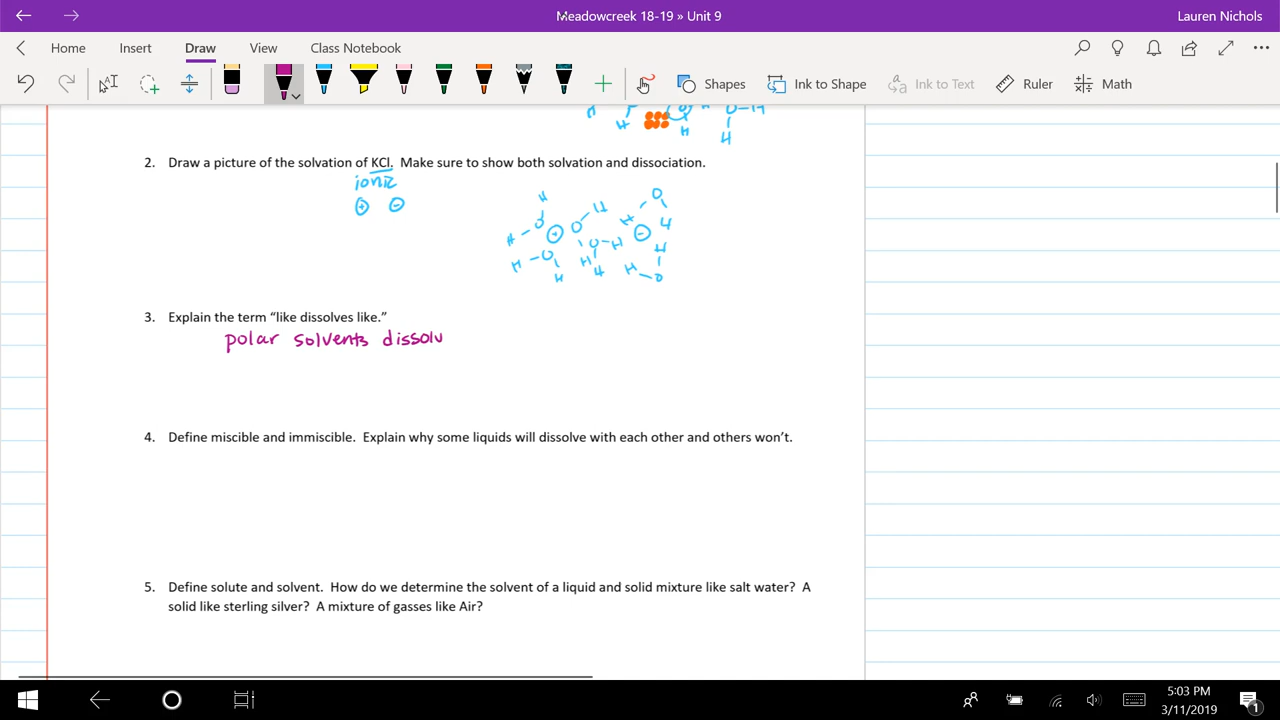 Meadowcreek 18-19 » Unit 9
Lauren Nichols
Home Insert Draw View Class Notebook
Shapes Ink to Shape Ink to Text Ruler Math
H H H O-H
4
2. Draw a picture of the solvation of KCl. Make sure to show both solvation and dissociation.
ionic
+ -
H O
O H H 4
H + O -
O O-H H
H H H 4 H O
3. Explain the term “like dissolves like.”
polar solvents dissolv
4. Define miscible and immiscible. Explain why some liquids will dissolve with each other and others won’t.
5. Define solute and solvent. How do we determine the solvent of a liquid and solid mixture like salt water? A
solid like sterling silver? A mixture of gasses like Air?
5:03 PM
3/11/2019
1